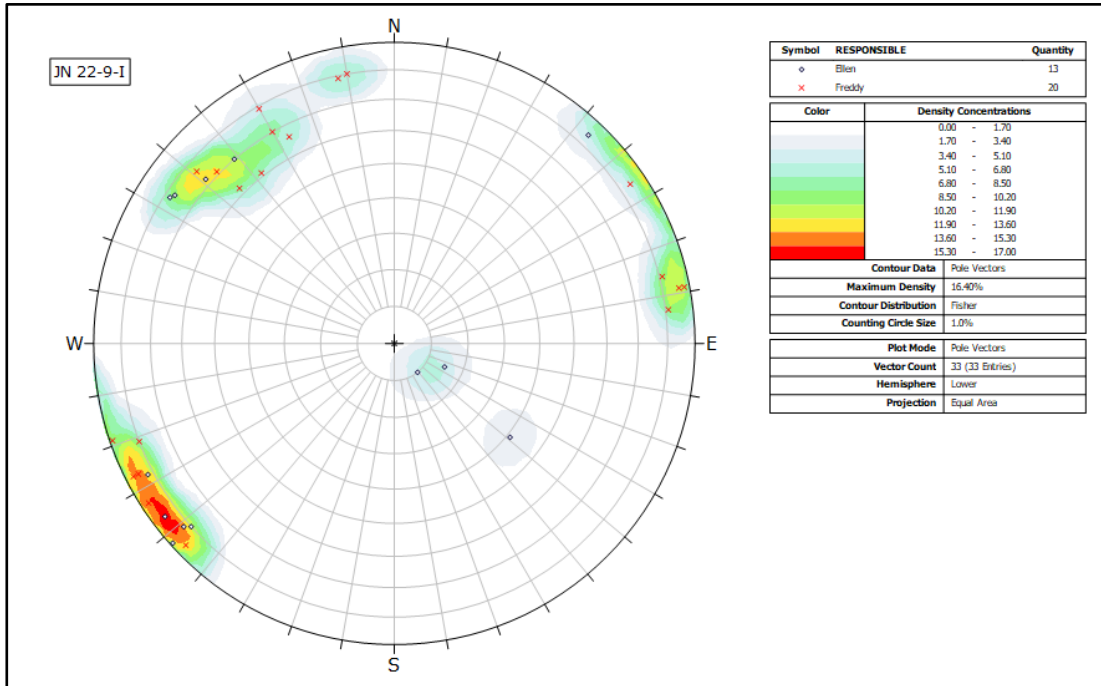 N
JN 22-9-I
W
E
S
Symbol RESPONSIBLE Quantity
Ellen 13
Freddy 20
Color Density Concentrations
0.00 - 1.70
1.70 - 3.40
3.40 - 5.10
5.10 - 6.80
6.80 - 8.50
8.50 - 10.20
10.20 - 11.90
11.90 - 13.60
13.60 - 15.30
15.30 - 17.00
Contour Data Pole Vectors
Maximum Density 16.40%
Contour Distribution Fisher
Counting Circle Size 1.0%
Plot Mode Pole Vectors
Vector Count 33 (33 Entries)
Hemisphere Lower
Projection Equal Area